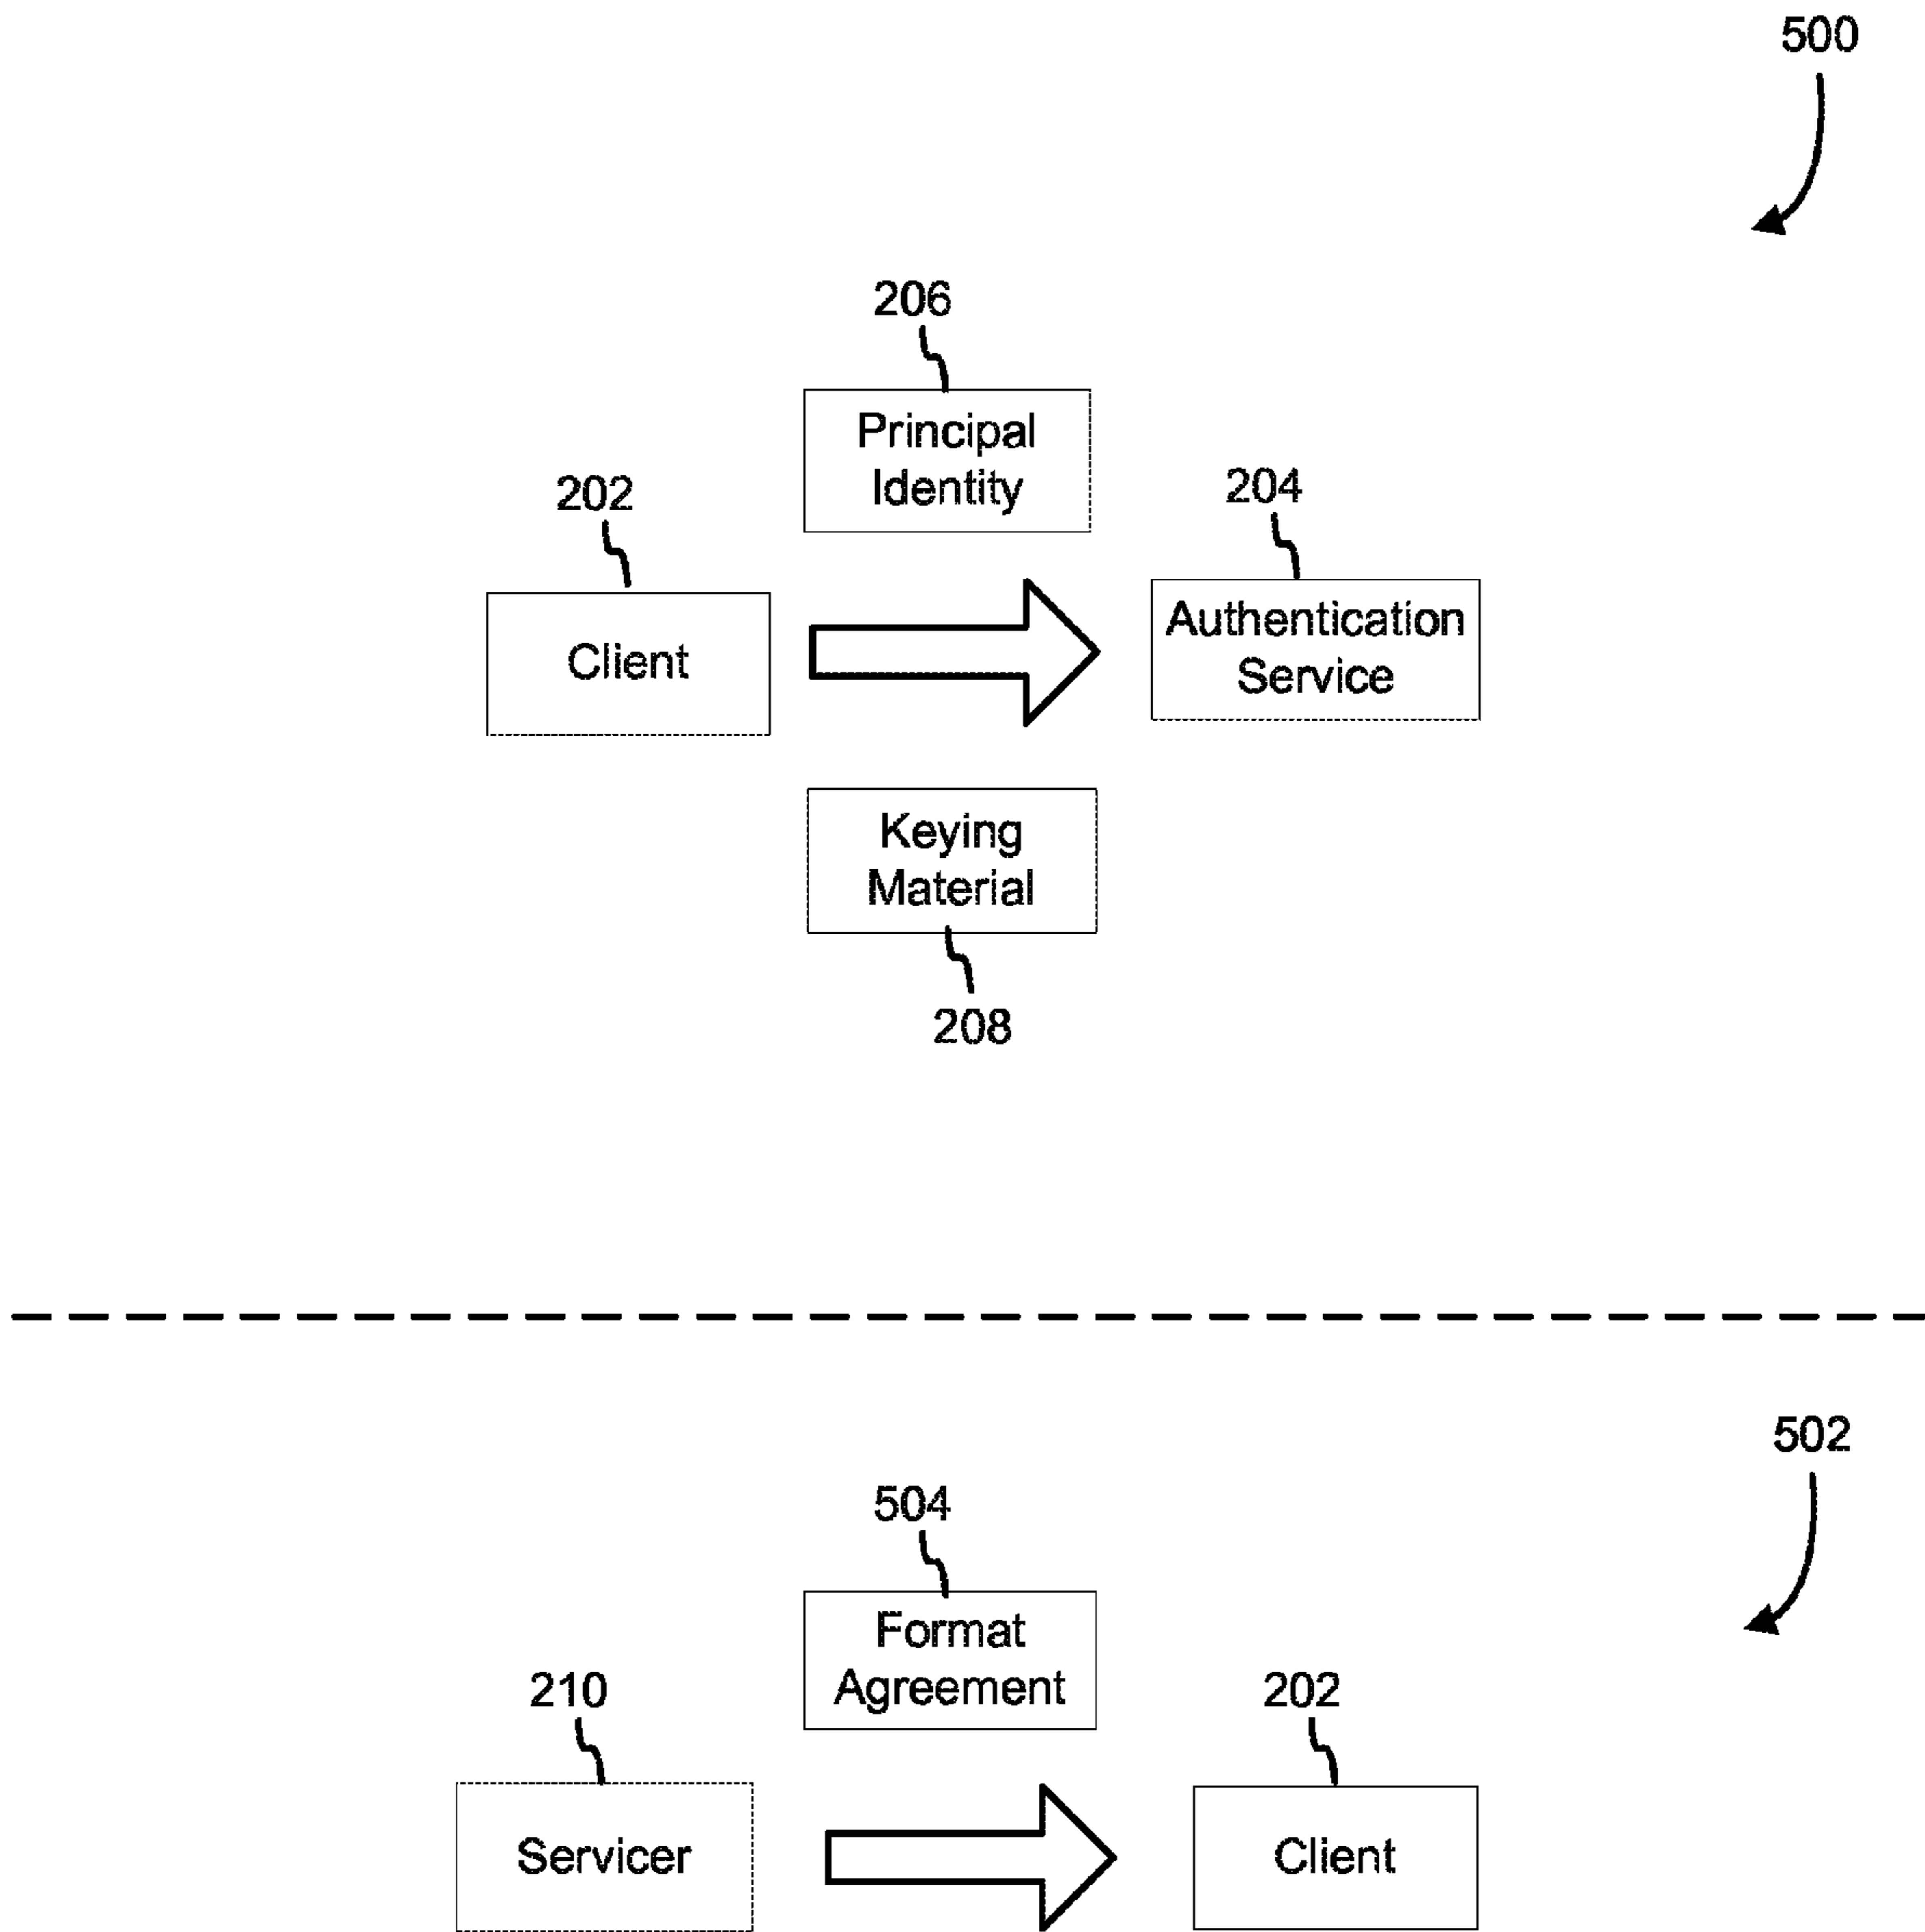 500
206
Principal
Identity
202
204
Client
Authentication
Service
Keying
Material
208
502
504
Format
Agreement
210
202
Servicer
Client